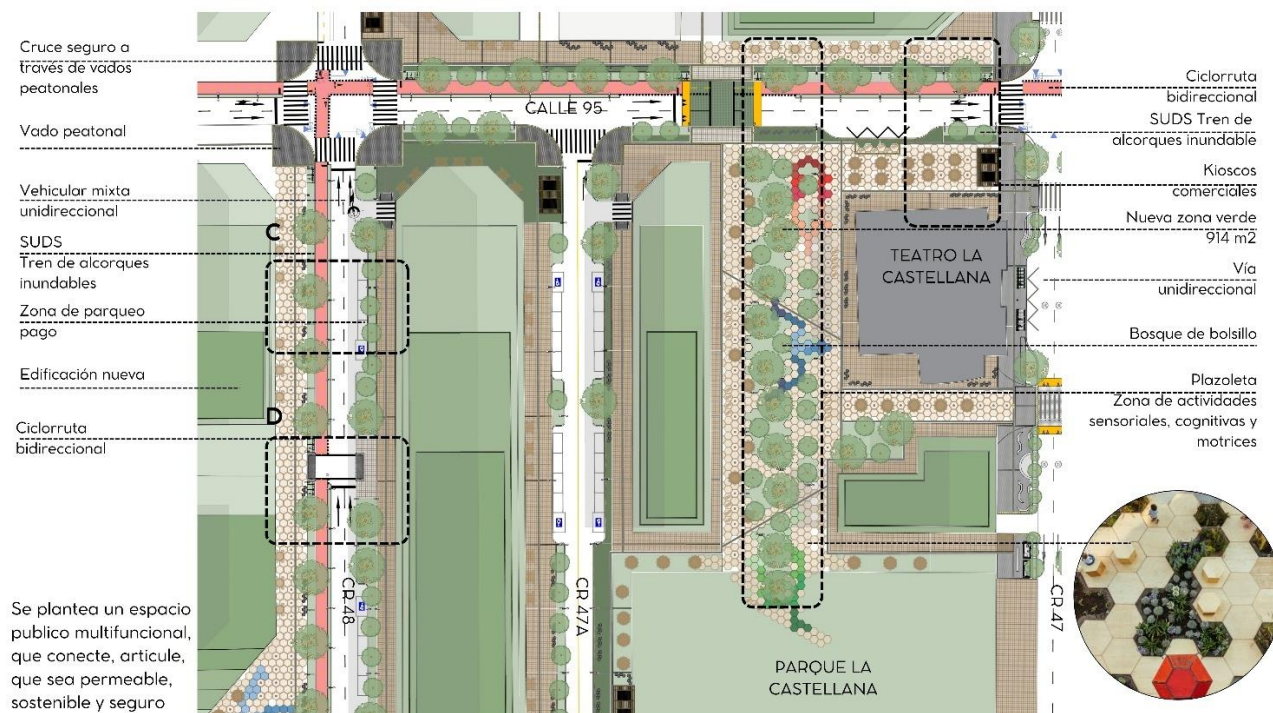 Cruce seguro a
través de vados
peatonales
Vado peatonal
Vehicular mixta
unidireccional
SUDS
Tren de alcorques
inundables
Zona de parqueo
pago
Edificación nueva
Ciclorruta
bidireccional
Se plantea un espacio
publico multifuncional,
que conecte, articule,
que sea permeable,
sostenible y seguro
CALLE 95
C
D
CR 48
CR 47A
TEATRO LA
CASTELLANA
PARQUE LA
CASTELLANA
CR 47
Ciclorruta
bidireccional
SUDS Tren de
alcorques inundable
Kioscos
comerciales
Nueva zona verde
914 m2
Vía
unidireccional
Bosque de bolsillo
Plazoleta
Zona de actividades
sensoriales, cognitivas y
motrices